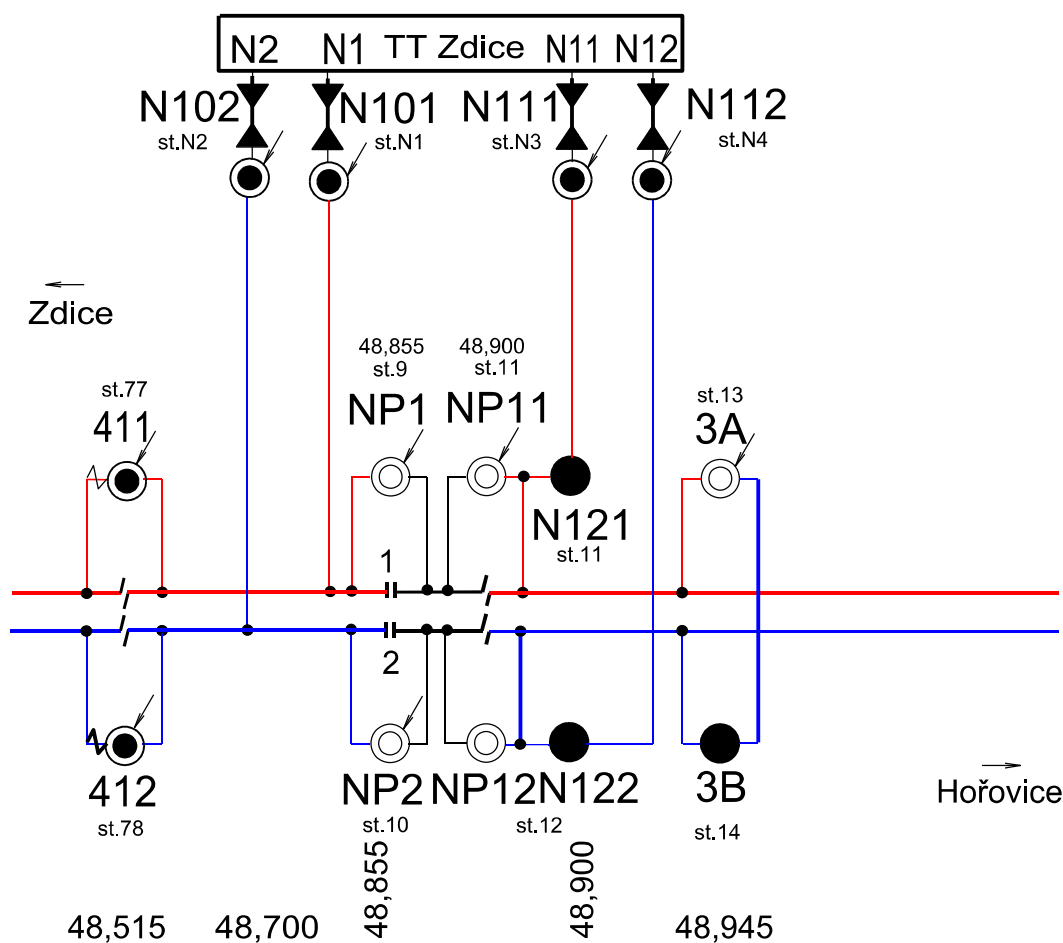 N2 N1 TT Zdice N11 N12
N102 N101 N111 N112
st.N2 st.N1 st.N3 st.N4
Zdice
48,855 48,900
st.9 st.11
st.77 st.13
411 NP1 NP11 3A
N121
st.11
1
2
412 NP2 NP12 N122 3B
st.78 st.10 st.12 st.14
Hořovice
48,855 48,900
48,515 48,700 48,945